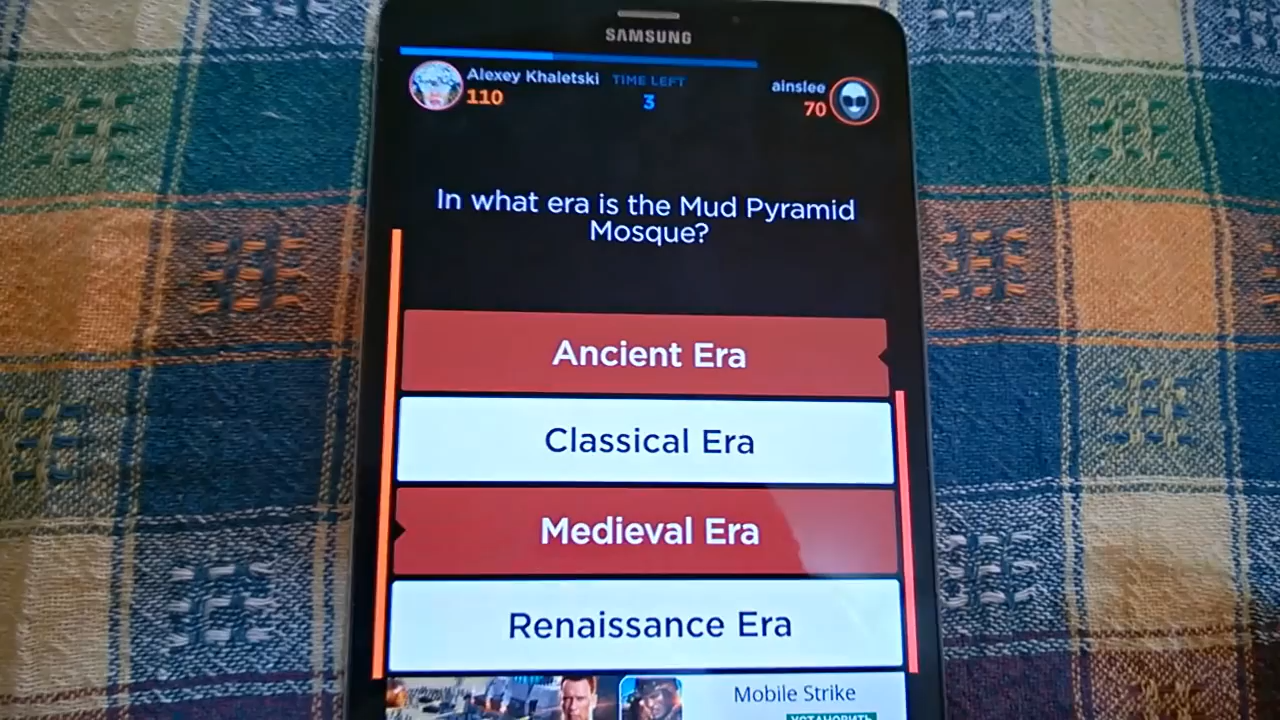 SAMSUNG
Alexey Khaletski
110
TIME LEFT
3
ainslee
70
In what era is the Mud Pyramid
Mosque?
Ancient Era
Classical Era
Medieval Era
Renaissance Era
Mobile Strike
УСТАНОВИТЬ